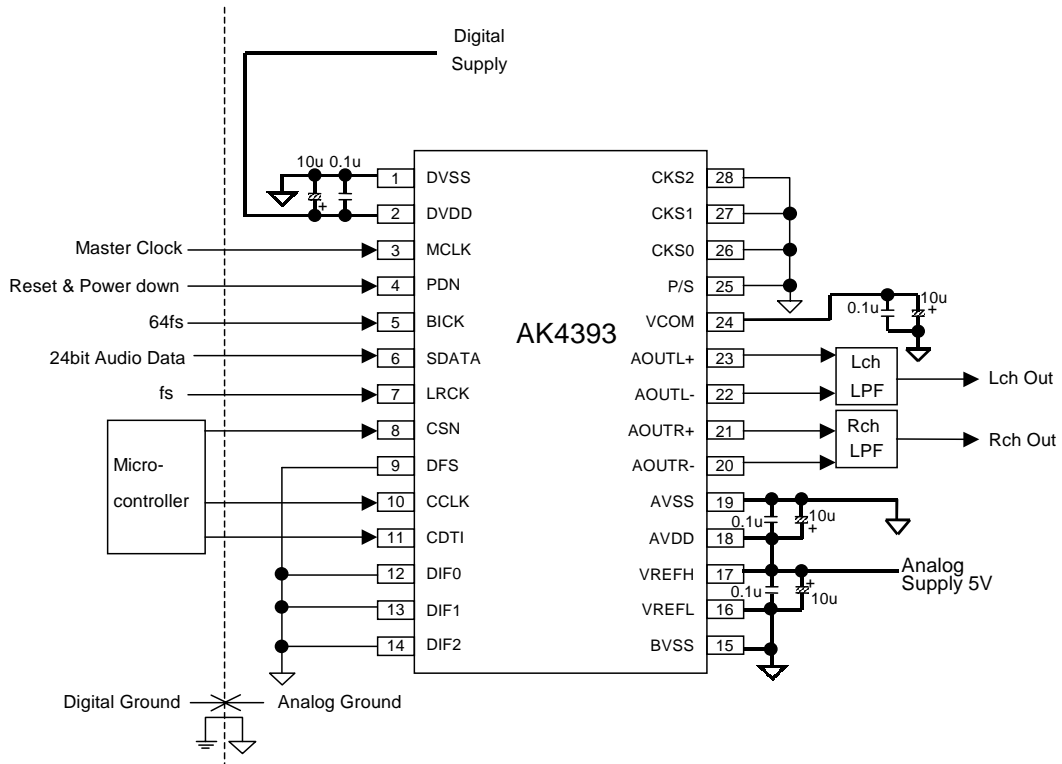 Digital
Supply
10u 0.1u
1 DVSS
2 DVDD
Master Clock 3 MCLK
Reset & Power down 4 PDN
64fs 5 BICK
24bit Audio Data 6 SDATA
fs 7 LRCK
8 CSN
9 DFS
Micro-
controller
10 CCLK
11 CDTI
12 DIF0
13 DIF1
14 DIF2
AK4393
CKS2 28
CKS1 27
CKS0 26
P/S 25
VCOM 24
0.1u 10u
+
AOUTL+ 23
AOUTL- 22
Lch
LPF
Lch Out
AOUTR+ 21
AOUTR- 20
Rch
LPF
Rch Out
AVSS 19
0.1u 10u
+
AVDD 18
VREFH 17
Analog
Supply 5V
0.1u 10u
+
VREFL 16
BVSS 15
+
Digital Ground Analog Ground